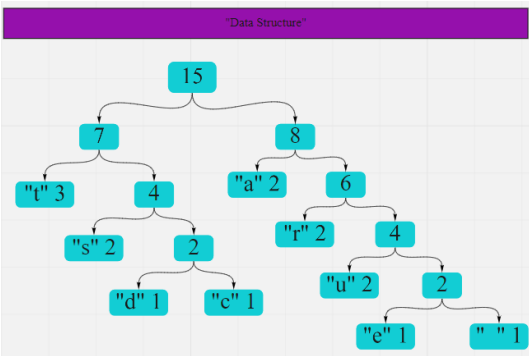 "Data Structure"
15
7 8
"t" 3 4 "a" 2 6
"s" 2 2 "r" 2 4
"d" 1 "c" 1 "u" 2 2
"e" 1 " " 1